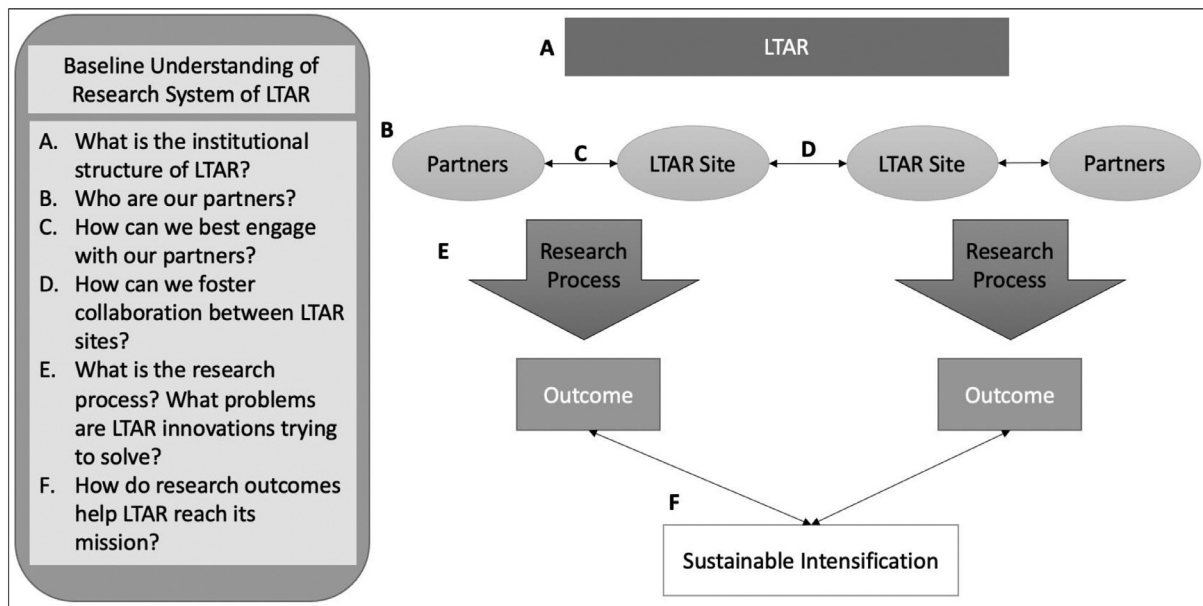 Baseline Understanding of
Research System of LTAR
A. What is the institutional
structure of LTAR?
B. Who are our partners?
C. How can we best engage
with our partners?
D. How can we foster
collaboration between LTAR
sites?
E. What is the research
process? What problems
are LTAR innovations trying
to solve?
F. How do research outcomes
help LTAR reach its
mission?
A
LTAR
B
Partners
C
LTAR Site
D
LTAR Site
Partners
E
Research
Process
Research
Process
Outcome
Outcome
F
Sustainable Intensification